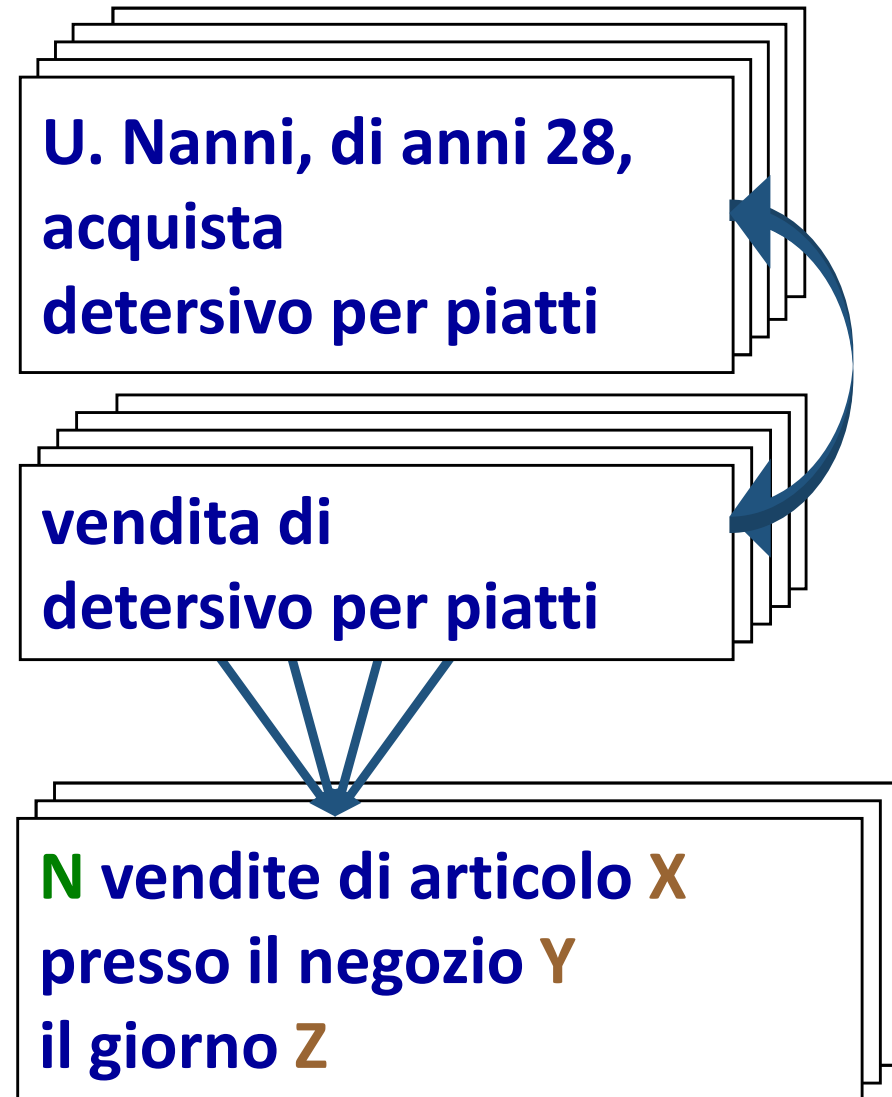 U. Nanni, di anni 28,
acquista
detersivo per piatti
vendita di
detersivo per piatti
N vendite di articolo X
presso il negozio Y
il giorno Z